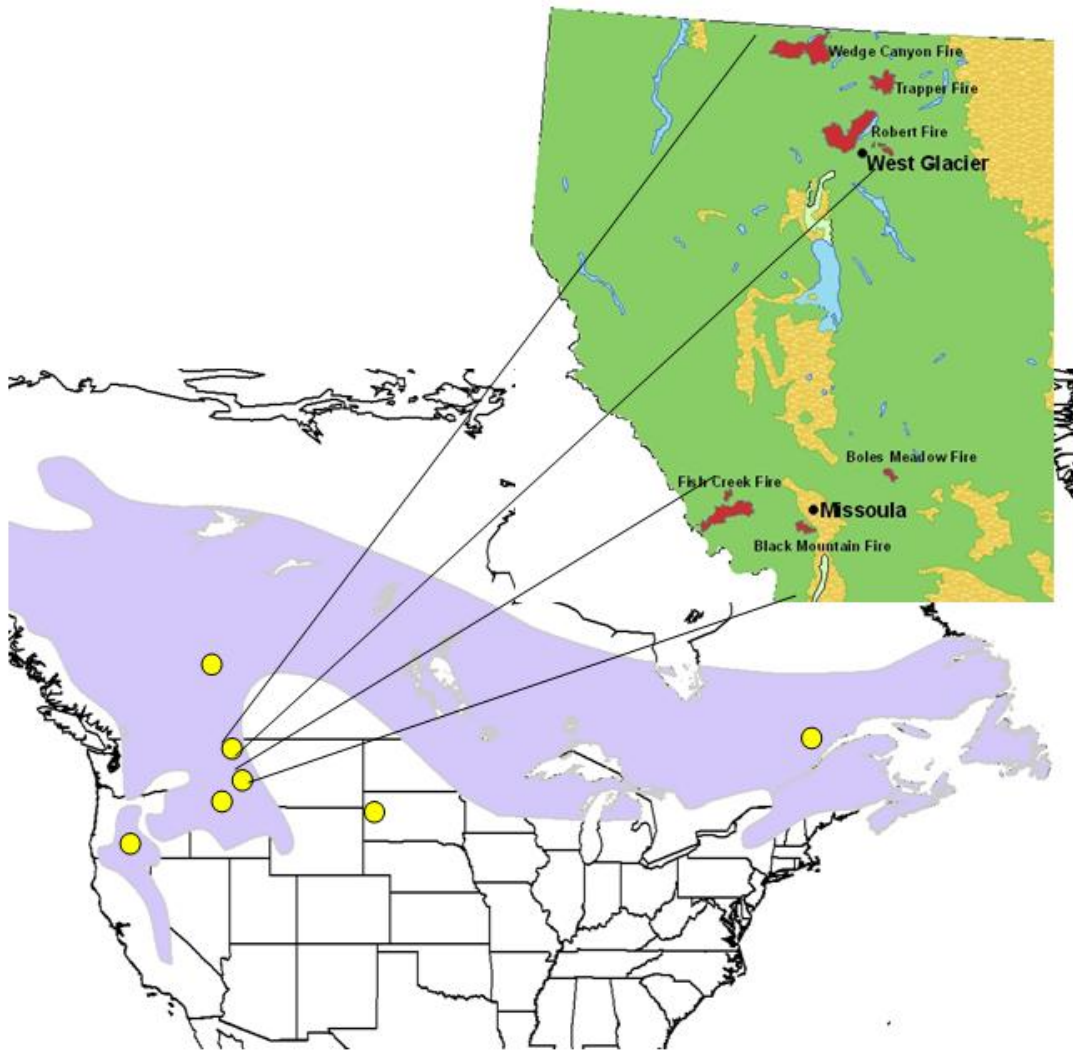 Wedge Canyon Fire
Trapper Fire
Robert Fire
West Glacier
Boles Meadow Fire
Fish Creek Fire
Missoula
Black Mountain Fire